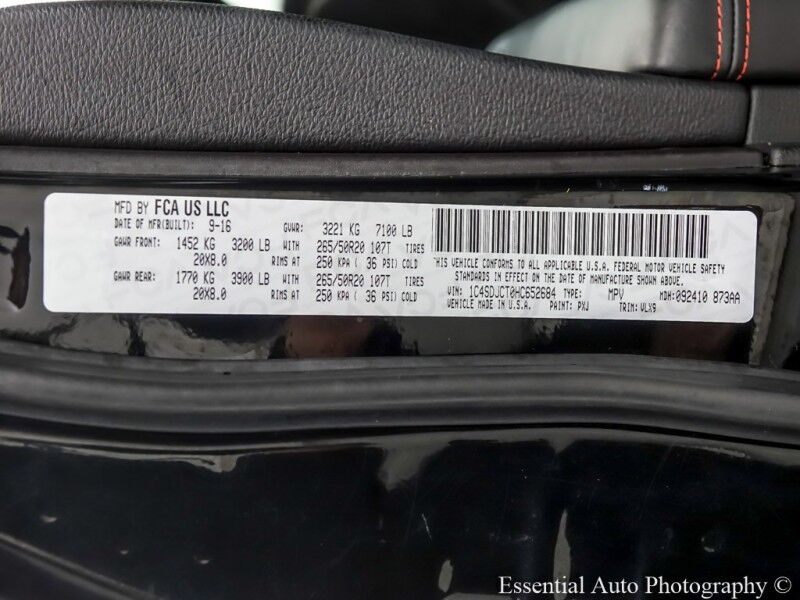 MFD BY FCA US LLC
DATE OF MFR(BUILT): 9-16 GVWR: 3221 KG 7100 LB
GAWR FRONT: 1452 KG 3200 LB WITH 265/50R20 107T TIRES
20X8.0 RIMS AT 250 KPA ( 36 PSI) COLD
GAWR REAR: 1770 KG 3900 LB WITH 265/50R20 107T TIRES
20X8.0 RIMS AT 250 KPA ( 36 PSI) COLD
THIS VEHICLE CONFORMS TO ALL APPLICABLE U.S.A. FEDERAL MOTOR VEHICLE SAFETY
STANDARDS IN EFFECT ON THE DATE OF MANUFACTURE SHOWN ABOVE.
VIN: 1C4SDJCT0HC652684 TYPE: MPV MDH: 092410 873AA
VEHICLE MADE IN U.S.A. PAINT: PXJ TRIM: VLX9
Essential Auto Photography ©